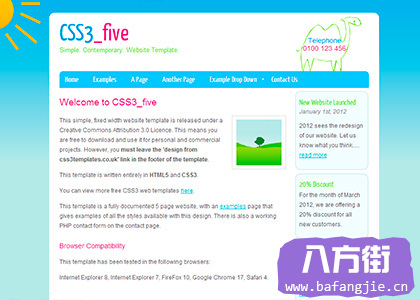 CSS3_five
Simple. Contemporary. Website Template.
Telephone
0100 123 456
Home Examples A Page Another Page Example Drop Down Contact Us
Welcome to CSS3_five
This simple, fixed width website template is released under a
Creative Commons Attribution 3.0 Licence. This means you
are free to download and use it for personal and commercial
projects. However, you must leave the 'design from
css3templates.co.uk' link in the footer of the template.
This template is written entirely in HTML5 and CSS3.
You can view more free CSS3 web templates here.
This template is a fully documented 5 page website, with an examples page that
gives examples of all the styles available with this design. There is also a working
PHP contact form on the contact page.
Browser Compatibility
This template has been tested in the following browsers:
Internet Explorer 8, Internet Explorer 7, FireFox 10, Google Chrome 17, Safari 4.
New Website Launched
January 1st, 2012
2012 sees the redesign
of our website. Let us
know what you think.....
read more
20% Discount
For the month of March
2012, we are offering a
20% discount for all
new customers.
八方街
www.bafangjie.cn